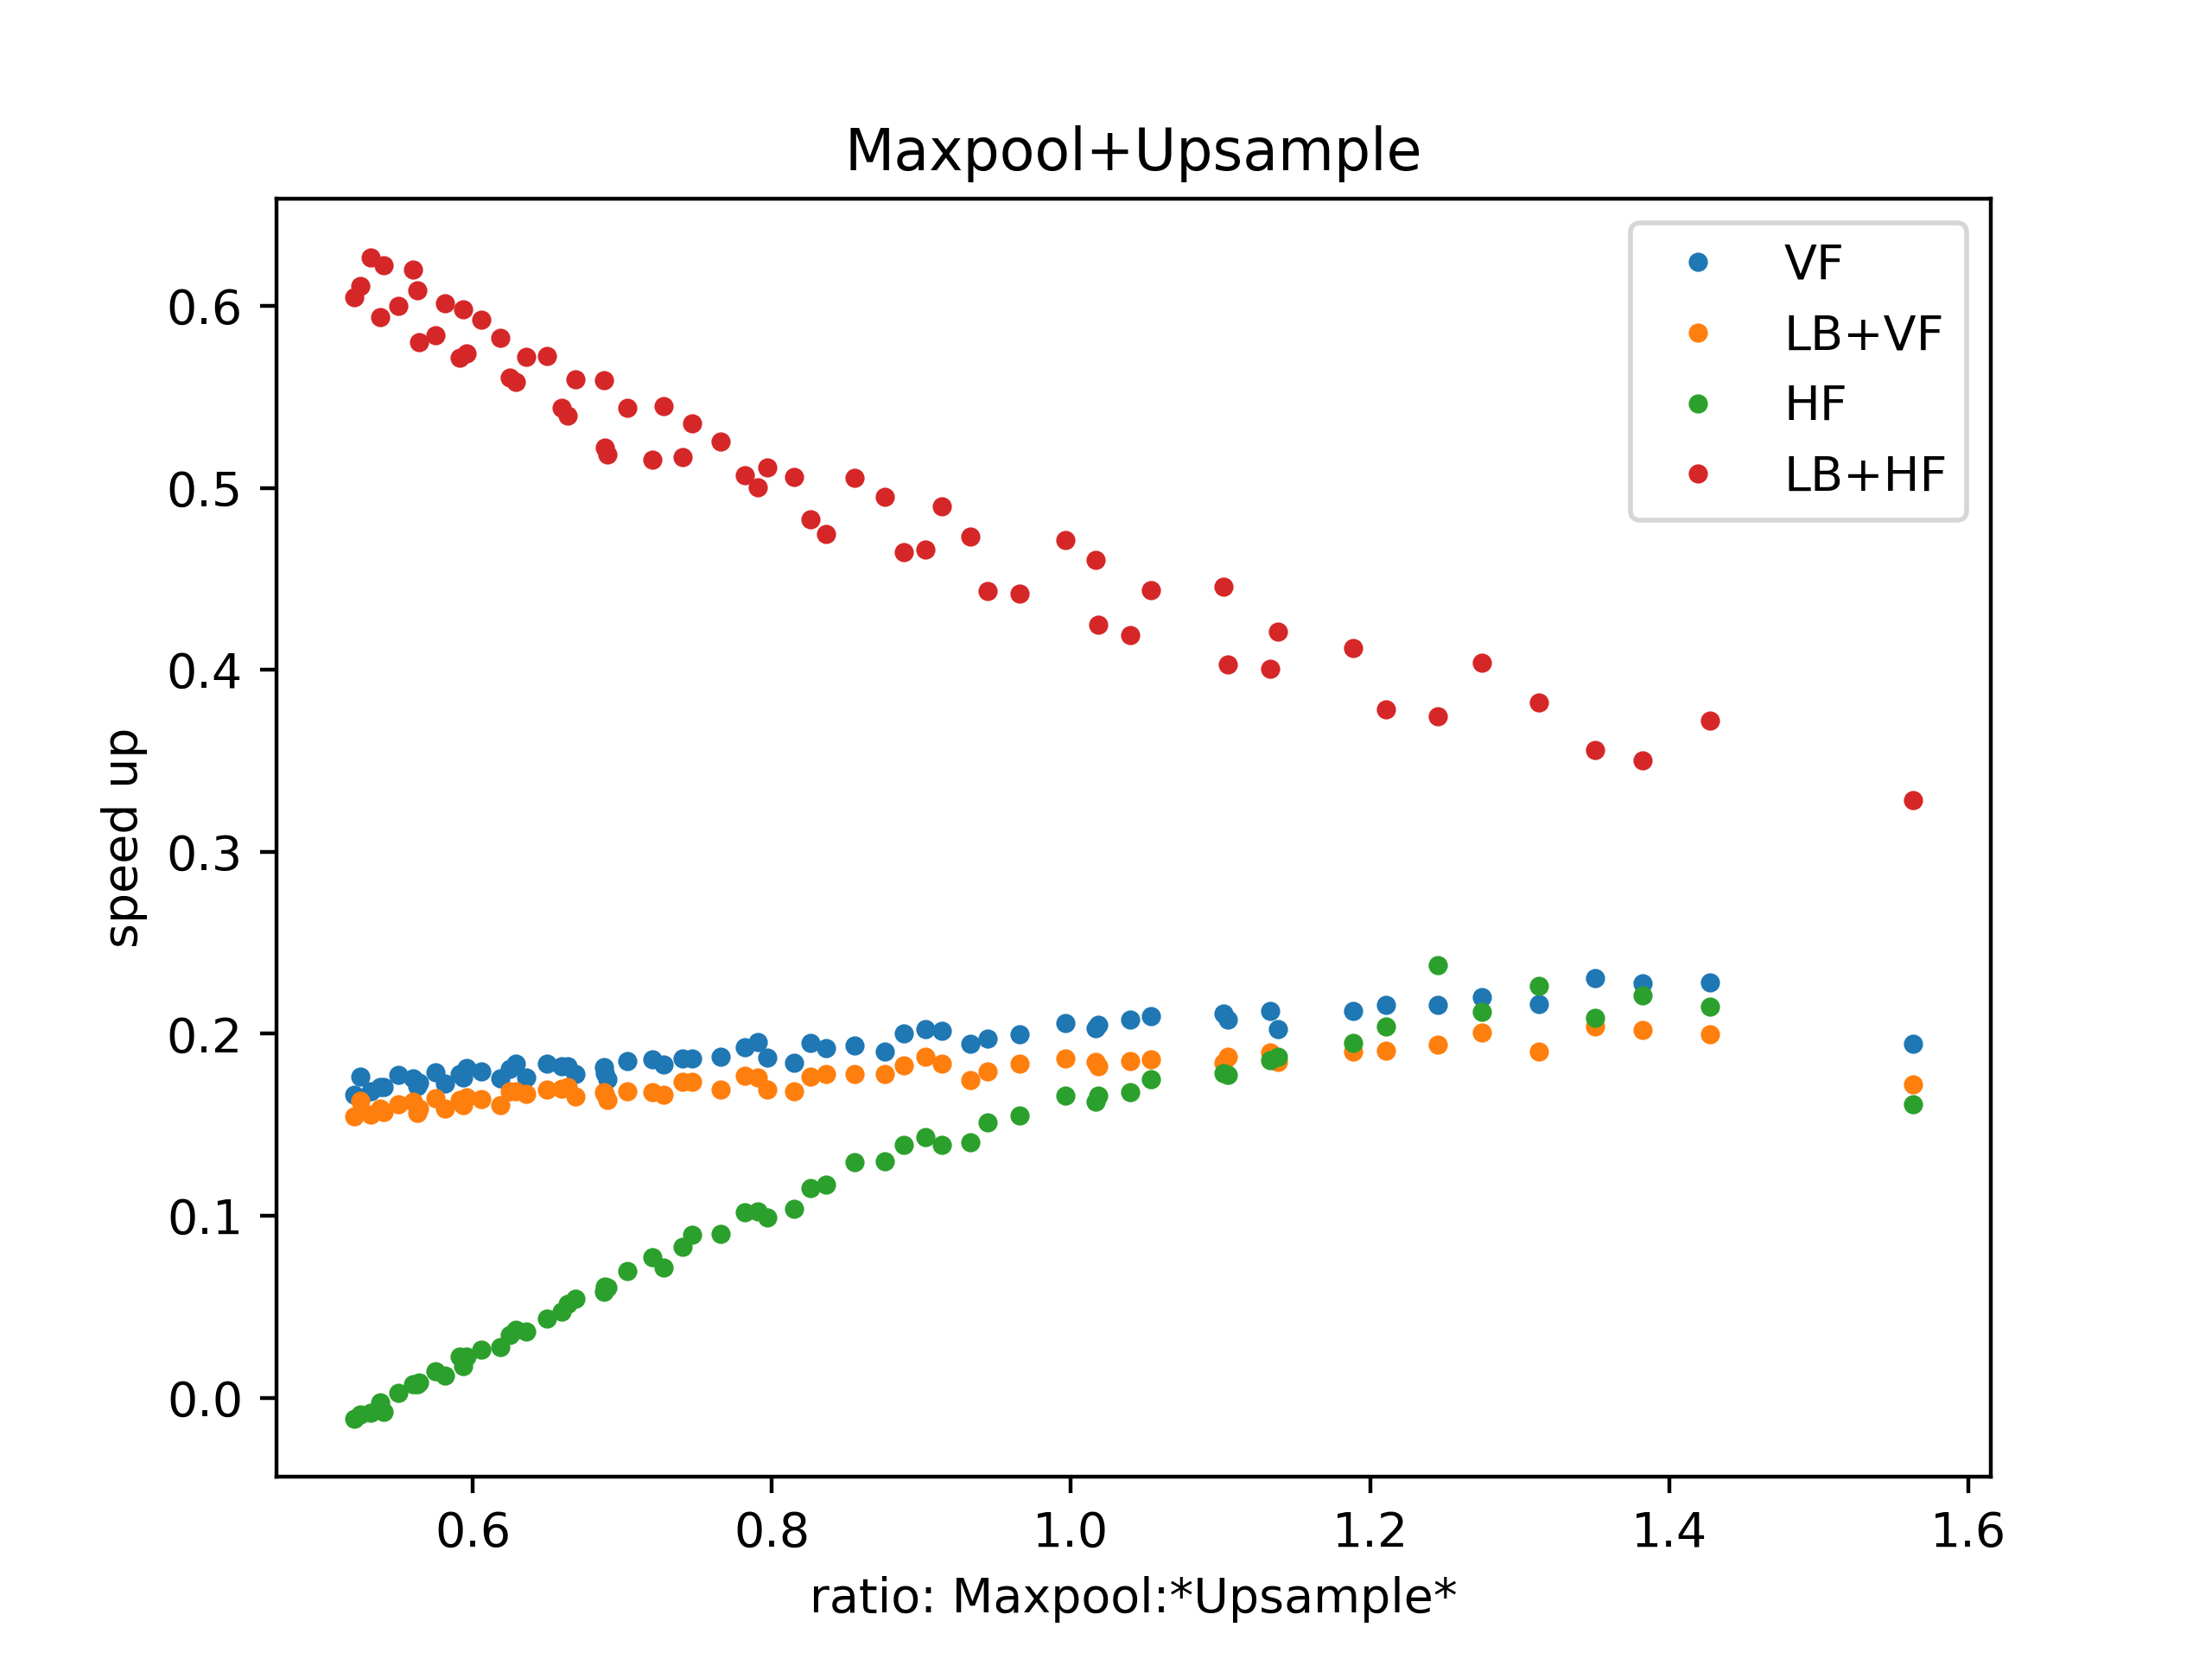 Maxpool+Upsample
VF
LB+VF
HF
LB+HF
0.6
0.5
0.4
0.3
0.2
0.1
0.0
speed up
0.6 0.8 1.0 1.2 1.4 1.6
ratio: Maxpool:*Upsample*